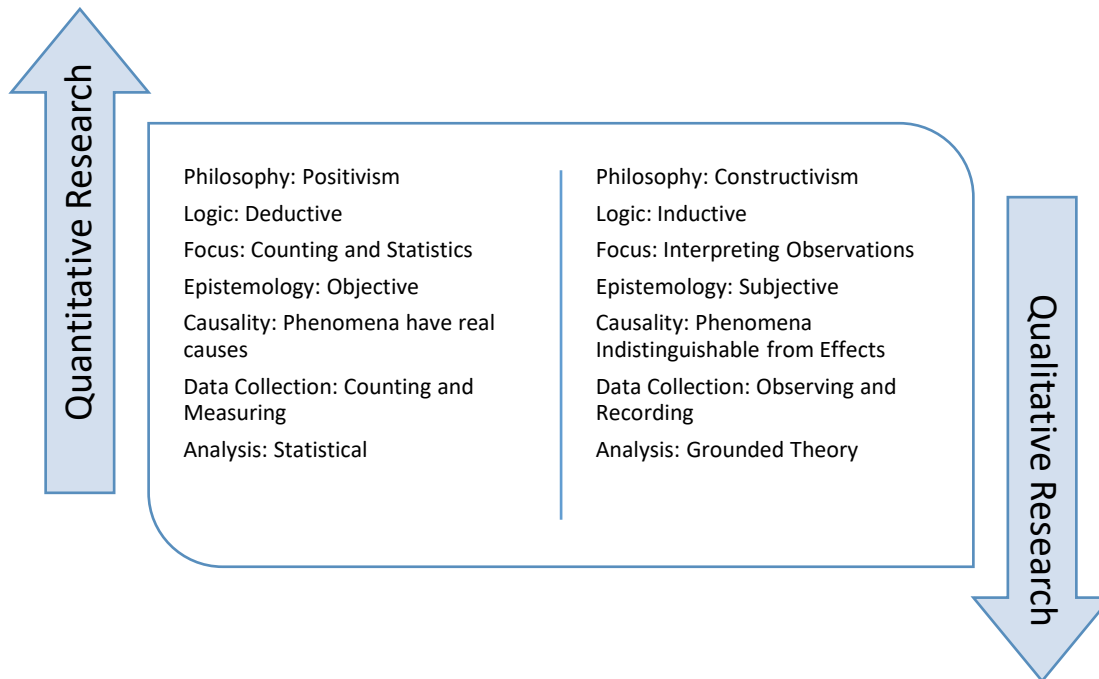 Quantitative Research
Philosophy: Positivism
Logic: Deductive
Focus: Counting and Statistics
Epistemology: Objective
Causality: Phenomena have real
causes
Data Collection: Counting and
Measuring
Analysis: Statistical
Philosophy: Constructivism
Logic: Inductive
Focus: Interpreting Observations
Epistemology: Subjective
Causality: Phenomena
Indistinguishable from Effects
Data Collection: Observing and
Recording
Analysis: Grounded Theory
Qualitative Research